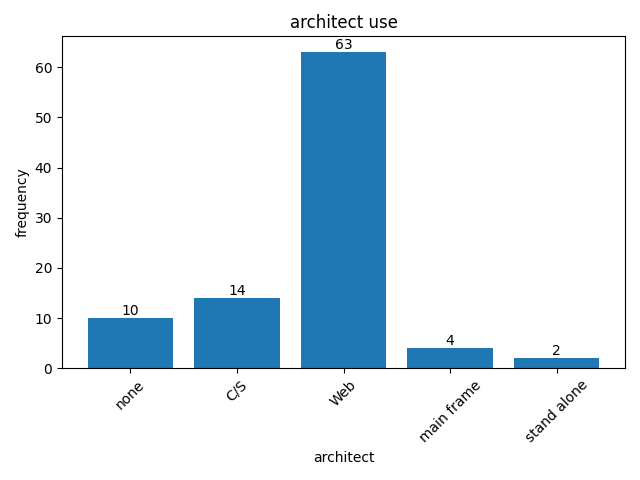 architect use
63
60
50
40
30
20
10
0
frequency
10
14
4
2
none
C/S
Web
main frame
stand alone
architect